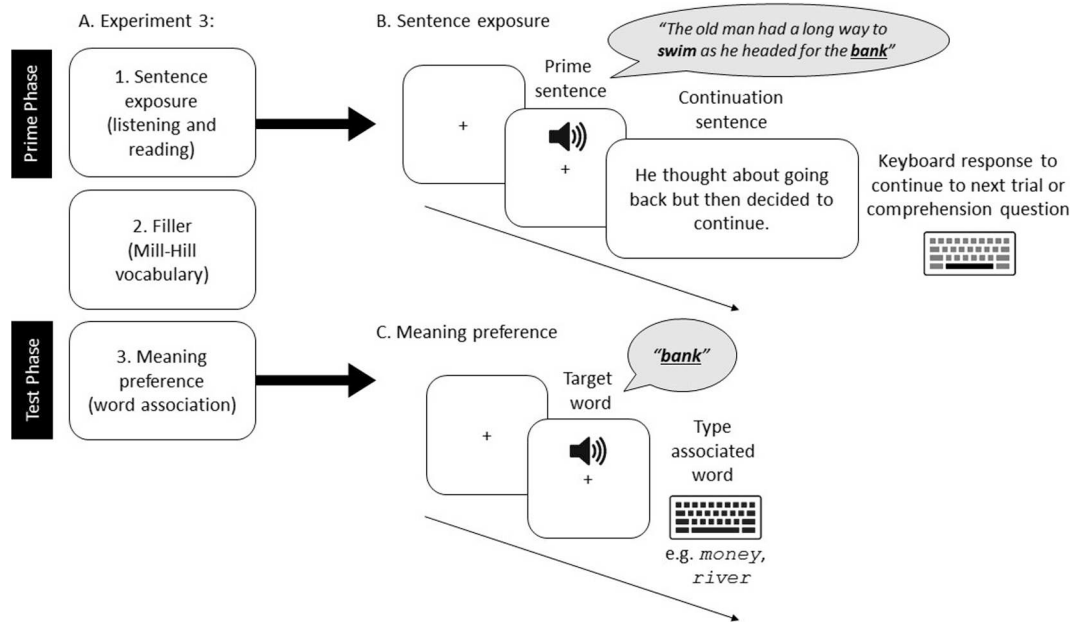 A. Experiment 3:
Prime Phase
1. Sentence
exposure
(listening and
reading)
2. Filler
(Mill-Hill
vocabulary)
Test Phase
3. Meaning
preference
(word association)
B. Sentence exposure
“The old man had a long way to
swim as he headed for the bank”
+
Prime
sentence
+
Continuation
sentence
He thought about going
back but then decided to
continue.
Keyboard response to
continue to next trial or
comprehension question
C. Meaning preference
“bank”
+
Target
word
+
Type
associated
word
e.g. money,
river